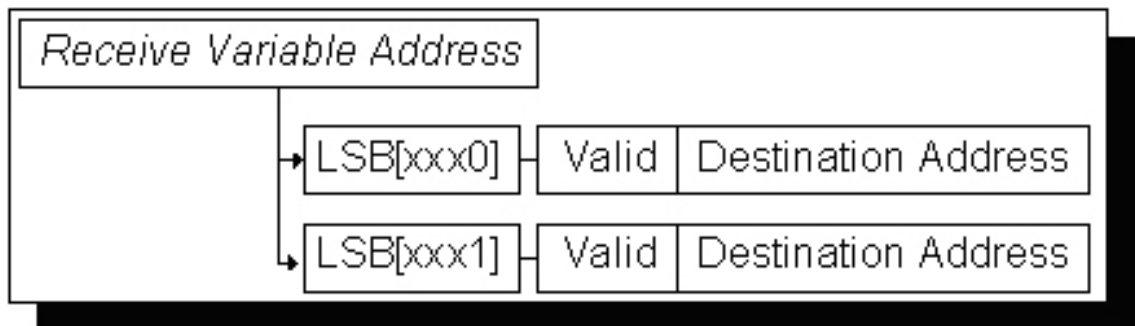 Receive Variable Address
LSB[xxx0] Valid Destination Address
LSB[xxx1] Valid Destination Address